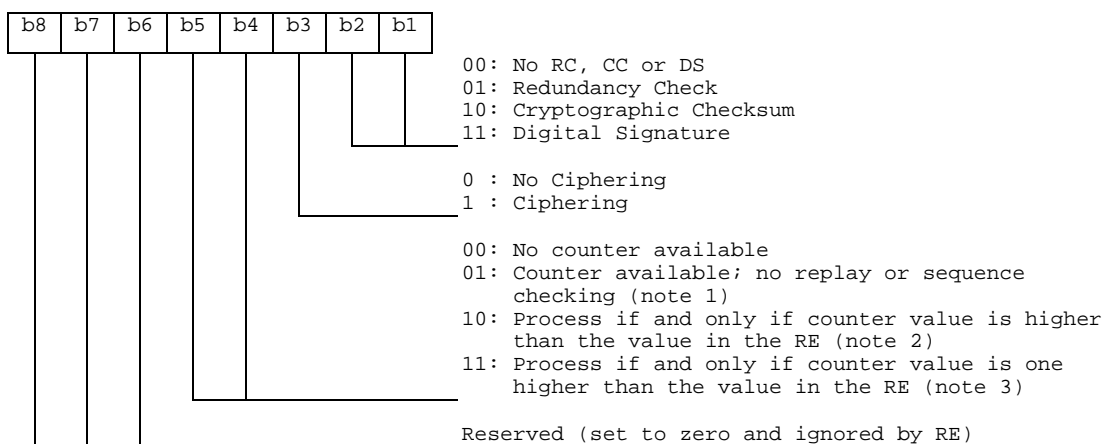 b8 b7 b6 b5 b4 b3 b2 b1
00: No RC, CC or DS
01: Redundancy Check
10: Cryptographic Checksum
11: Digital Signature
0 : No Ciphering
1 : Ciphering
00: No counter available
01: Counter available; no replay or sequence
checking (note 1)
10: Process if and only if counter value is higher
than the value in the RE (note 2)
11: Process if and only if counter value is one
higher than the value in the RE (note 3)
Reserved (set to zero and ignored by RE)